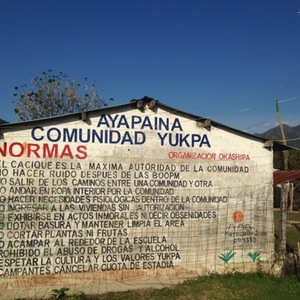 AYAPAINA
COMUNIDAD YUKPA
NORMAS ORGANIZACION OKASHIPA
EL CACIQUE ES LA MAXIMA AUTORIDAD DE LA COMUNIDAD
NO HACER RUIDO DESPUES DE LAS 8OOPM
NO SALIR DE LOS CAMINOS ENTRE UNA COMUNIDAD Y OTRA
NO ANDAR EN ROPA INTERIOR POR LA COMUNIDAD
NO HACER NECESIDADES FISIOLOGICAS DENTRO DE LA COMUNIDAD
NO INGRESAR A LAS VIVIENDAS SIN AUTORIZACION
NO EXHIBIRSE EN ACTOS INMORALES NI DECIR OBSENIDADES
NO BOTAR BASURA Y MANTENER LIMPIA EL AREA
NO CORTAR PLANTAS NI FRUTAS
NO ACAMPAR AL REDEDOR DE LA ESCUELA
PROHIBIDO EL ABUSO DE DROGAS Y ALCOHOL
RESPETO LA CULTURA Y LOS VALORES YUKPA
CAMPANTES CANCELAR CUOTA DE ESTADIA